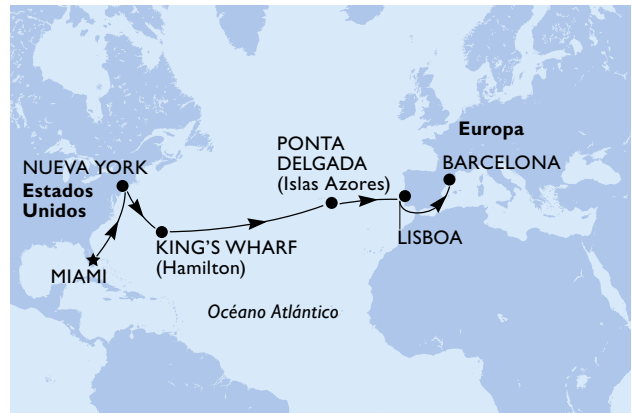 PONTA
DELGADA
(Islas Azores)
Europa
BARCELONA
NUEVA YORK
Estados
Unidos
LISBOA
KING'S WHARF
(Hamilton)
MIAMI
Océano Atlántico